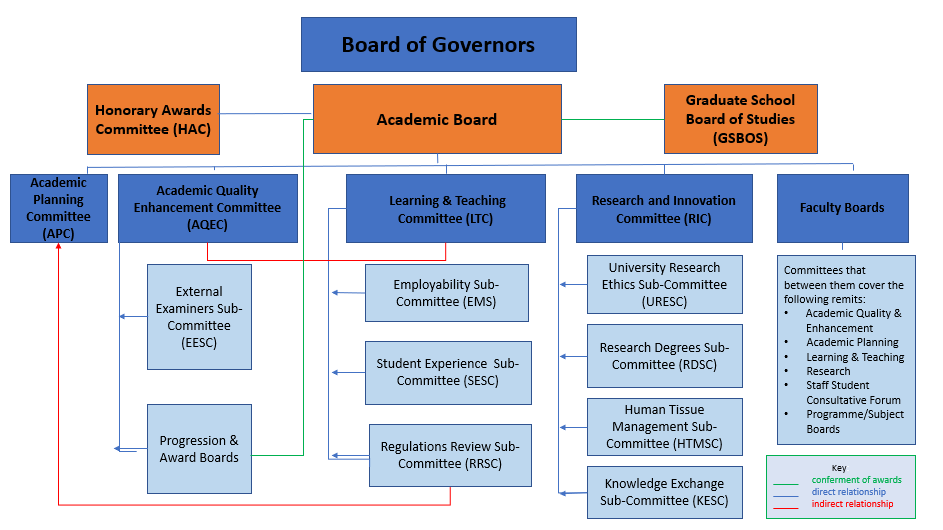 Board of Governors
Honorary Awards
Committee (HAC)
Academic Board
Graduate School
Board of Studies
(GSBOS)
Academic
Planning
Committee
(APC)
Academic Quality
Enhancement Committee
(AQEC)
Learning & Teaching
Committee (LTC)
Research and Innovation
Committee (RIC)
Faculty Boards
External
Examiners Sub-
Committee
(EESC)
Progression &
Award Boards
Employability Sub-
Committee (EMS)
Student Experience Sub-
Committee (SESC)
Regulations Review Sub-
Committee (RRSC)
University Research
Ethics Sub-Committee
(URESC)
Research Degrees Sub-
Committee (RDSC)
Human Tissue
Management Sub-
Committee (HTMSC)
Knowledge Exchange
Sub-Committee (KESC)
Committees that
between them cover the
following remits:
• Academic Quality &
Enhancement
• Academic Planning
• Learning & Teaching
• Research
• Staff Student
Consultative Forum
• Programme/Subject
Boards
Key
conferment of awards
direct relationship
indirect relationship